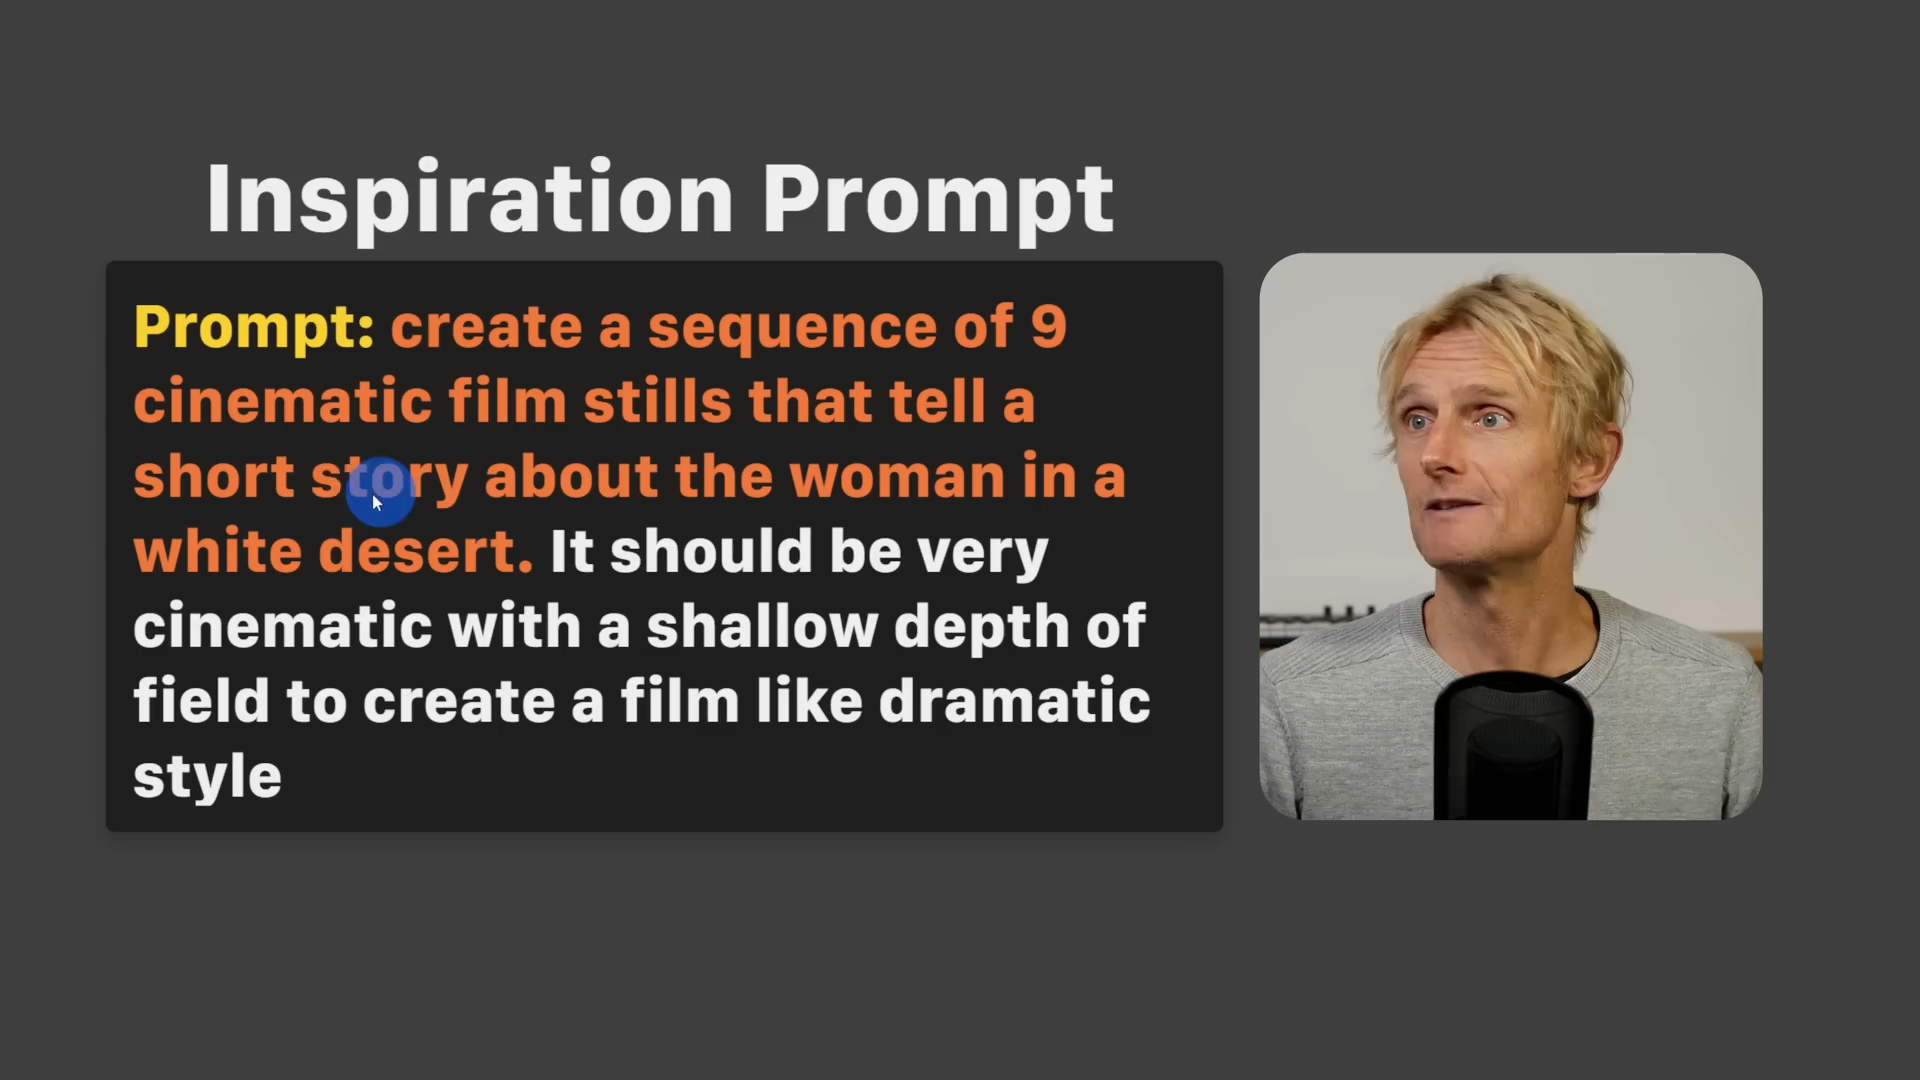 Inspiration Prompt
Prompt: create a sequence of 9
cinematic film stills that tell a
short story about the woman in a
white desert. It should be very
cinematic with a shallow depth of
field to create a film like dramatic
style